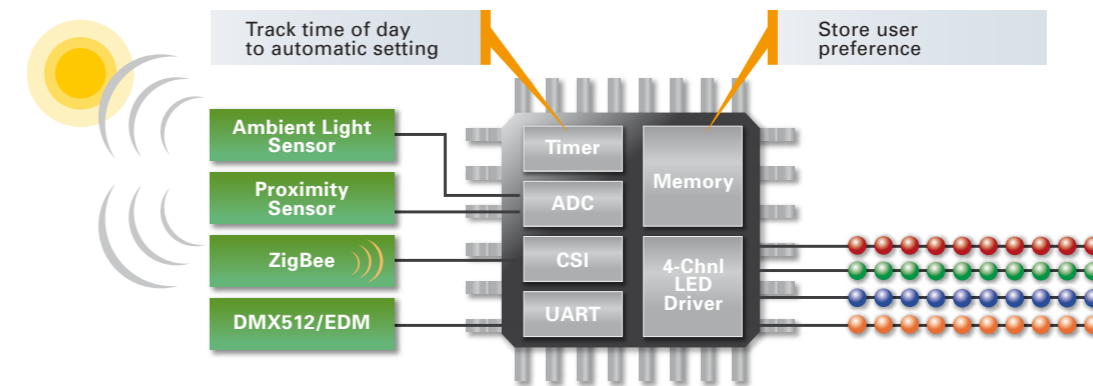 Track time of day
to automatic setting
Store user
preference
Ambient Light
Sensor
Proximity
Sensor
ZigBee
DMX512/EDM
Timer
ADC
CSI
UART
Memory
4-Chnl
LED
Driver